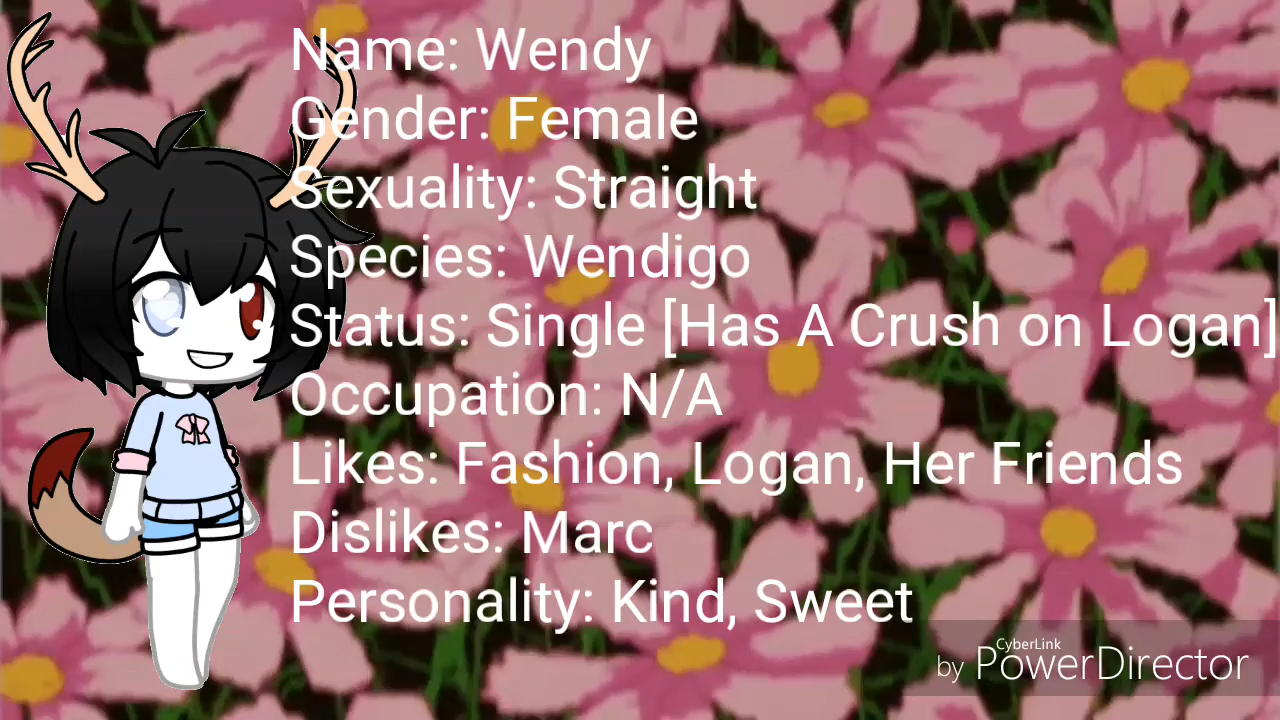 Name: Wendy
Gender: Female
Sexuality: Straight
Species: Wendigo
Status: Single [Has A Crush on Logan]
Occupation: N/A
Likes: Fashion, Logan, Her Friends
Dislikes: Marc
Personality: Kind, Sweet
CyberLink
by PowerDirector